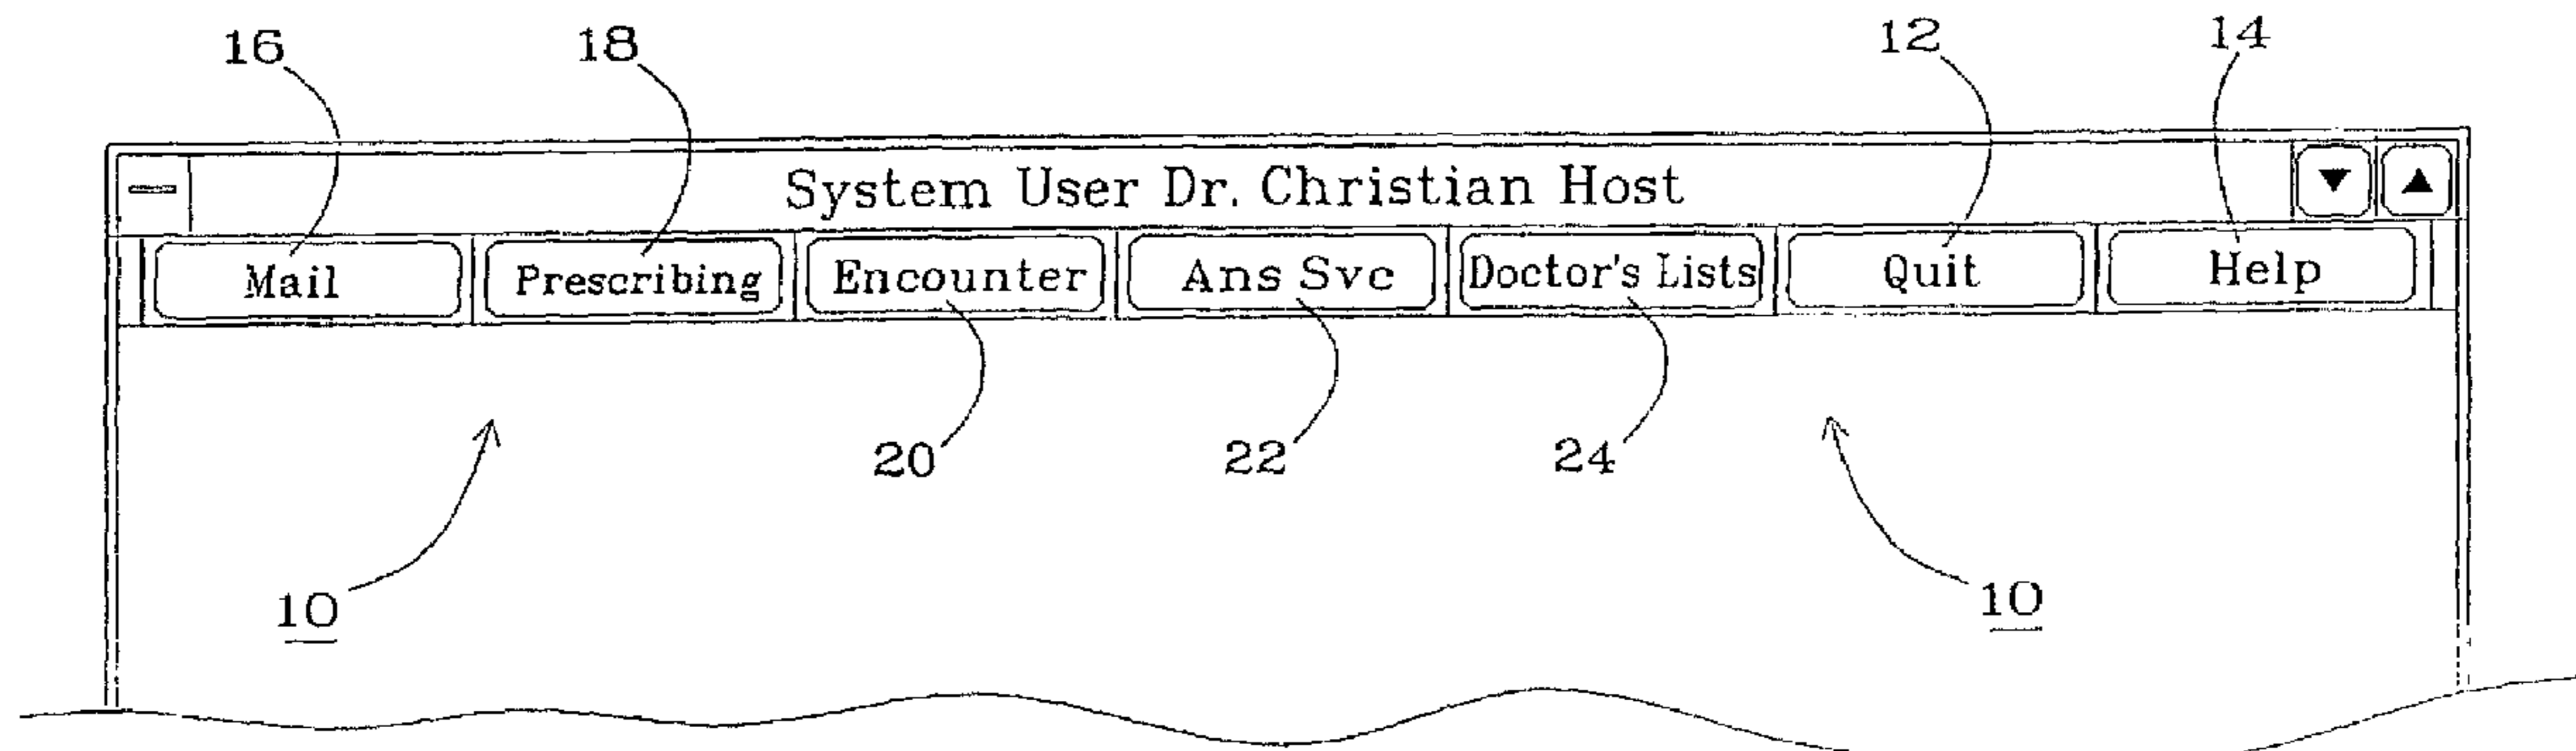 16 18 12 14
System User Dr. Christian Host
Mail Prescribing Encounter Ans Svc Doctor's Lists Quit Help
20 22 24
10 10